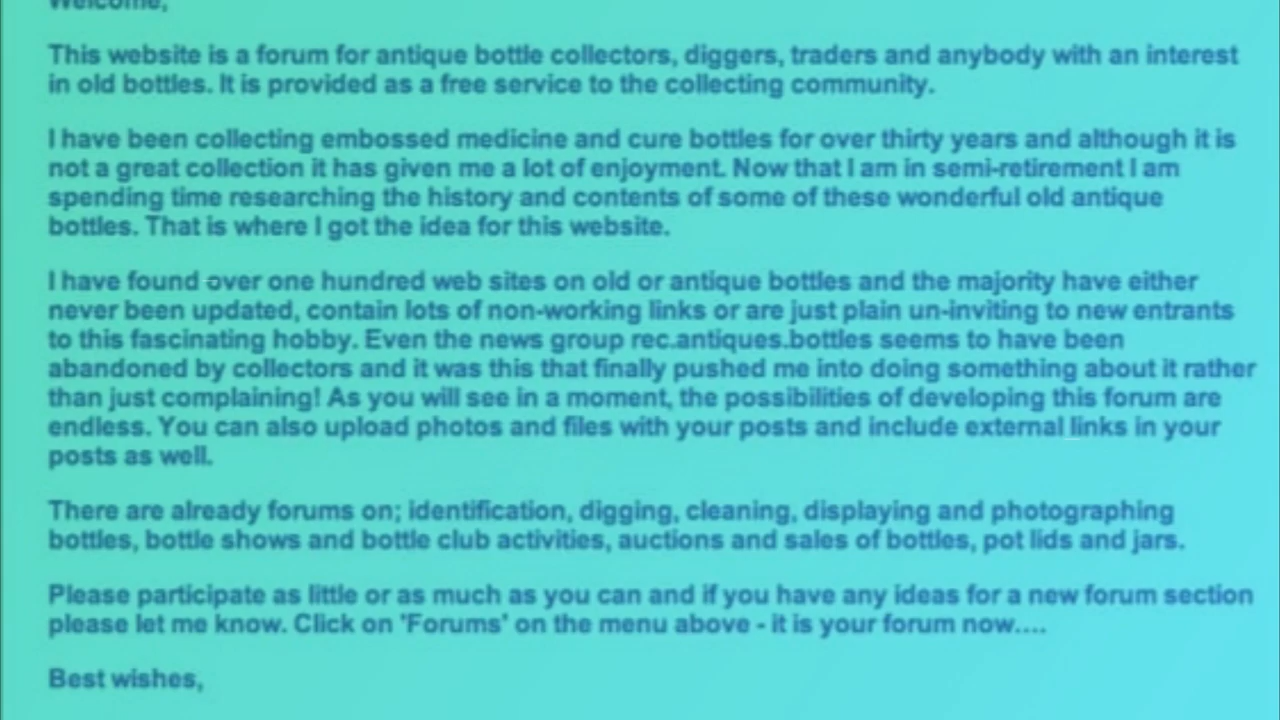 Welcome,
This website is a forum for antique bottle collectors, diggers, traders and anybody with an interest
in old bottles. It is provided as a free service to the collecting community.
I have been collecting embossed medicine and cure bottles for over thirty years and although it is
not a great collection it has given me a lot of enjoyment. Now that I am in semi-retirement I am
spending time researching the history and contents of some of these wonderful old antique
bottles. That is where I got the idea for this website.
I have found over one hundred web sites on old or antique bottles and the majority have either
never been updated, contain lots of non-working links or are just plain un-inviting to new entrants
to this fascinating hobby. Even the news group rec.antiques.bottles seems to have been
abandoned by collectors and it was this that finally pushed me into doing something about it rather
than just complaining! As you will see in a moment, the possibilities of developing this forum are
endless. You can also upload photos and files with your posts and include external links in your
posts as well.
There are already forums on; identification, digging, cleaning, displaying and photographing
bottles, bottle shows and bottle club activities, auctions and sales of bottles, pot lids and jars.
Please participate as little or as much as you can and if you have any ideas for a new forum section
please let me know. Click on 'Forums' on the menu above - it is your forum now....
Best wishes,